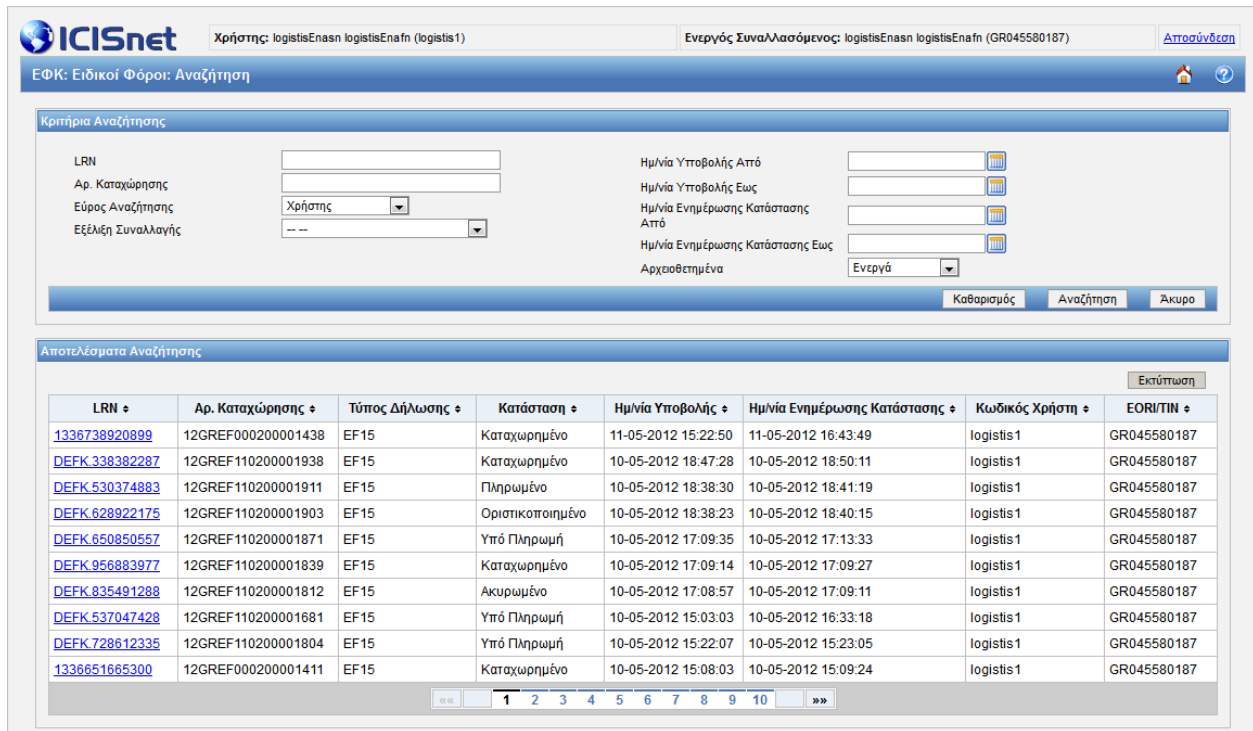 ICISnet
Χρήστης: logistisEnasn logistisEnafn (logistis1)
Ενεργός Συναλλασόμενος: logistisEnasn logistisEnafn (GR045580187)
Αποσύνδεση
ΕΦΚ: Ειδικοί Φόροι: Αναζήτηση
?
Κριτήρια Αναζήτησης
LRN
Αρ. Καταχώρησης
Εύρος Αναζήτησης Χρήστης
Εξέλιξη Συναλλαγής -- --
Ημ/νία Υποβολής Από
Ημ/νία Υποβολής Εως
Ημ/νία Ενημέρωσης Κατάστασης
Από
Ημ/νία Ενημέρωσης Κατάστασης Εως
Αρχειοθετημένα Ενεργά
Καθαρισμός Αναζήτηση Άκυρο
Αποτελέσματα Αναζήτησης
Εκτύπωση
LRN Αρ. Καταχώρησης Τύπος Δήλωσης Κατάσταση Ημ/νία Υποβολής Ημ/νία Ενημέρωσης Κατάστασης Κωδικός Χρήστη EORI/TIN
1336738920899 12GREF000200001438 EF15 Καταχωρημένο 11-05-2012 15:22:50 11-05-2012 16:43:49 logistis1 GR045580187
DEFK.338382287 12GREF110200001938 EF15 Καταχωρημένο 10-05-2012 18:47:28 10-05-2012 18:50:11 logistis1 GR045580187
DEFK.530374883 12GREF110200001911 EF15 Πληρωμένο 10-05-2012 18:38:30 10-05-2012 18:41:19 logistis1 GR045580187
DEFK.628922175 12GREF110200001903 EF15 Οριστικοποιημένο 10-05-2012 18:38:23 10-05-2012 18:40:15 logistis1 GR045580187
DEFK.650850557 12GREF110200001871 EF15 Υπό Πληρωμή 10-05-2012 17:09:35 10-05-2012 17:13:33 logistis1 GR045580187
DEFK.956883977 12GREF110200001839 EF15 Καταχωρημένο 10-05-2012 17:09:14 10-05-2012 17:09:27 logistis1 GR045580187
DEFK.835491288 12GREF110200001812 EF15 Ακυρωμένο 10-05-2012 17:08:57 10-05-2012 17:09:11 logistis1 GR045580187
DEFK.537047428 12GREF110200001681 EF15 Υπό Πληρωμή 10-05-2012 15:03:03 10-05-2012 16:33:18 logistis1 GR045580187
DEFK.728612335 12GREF110200001804 EF15 Υπό Πληρωμή 10-05-2012 15:22:07 10-05-2012 15:23:05 logistis1 GR045580187
1336651665300 12GREF000200001411 EF15 Καταχωρημένο 10-05-2012 15:08:03 10-05-2012 15:09:24 logistis1 GR045580187
«« 1 2 3 4 5 6 7 8 9 10 »»